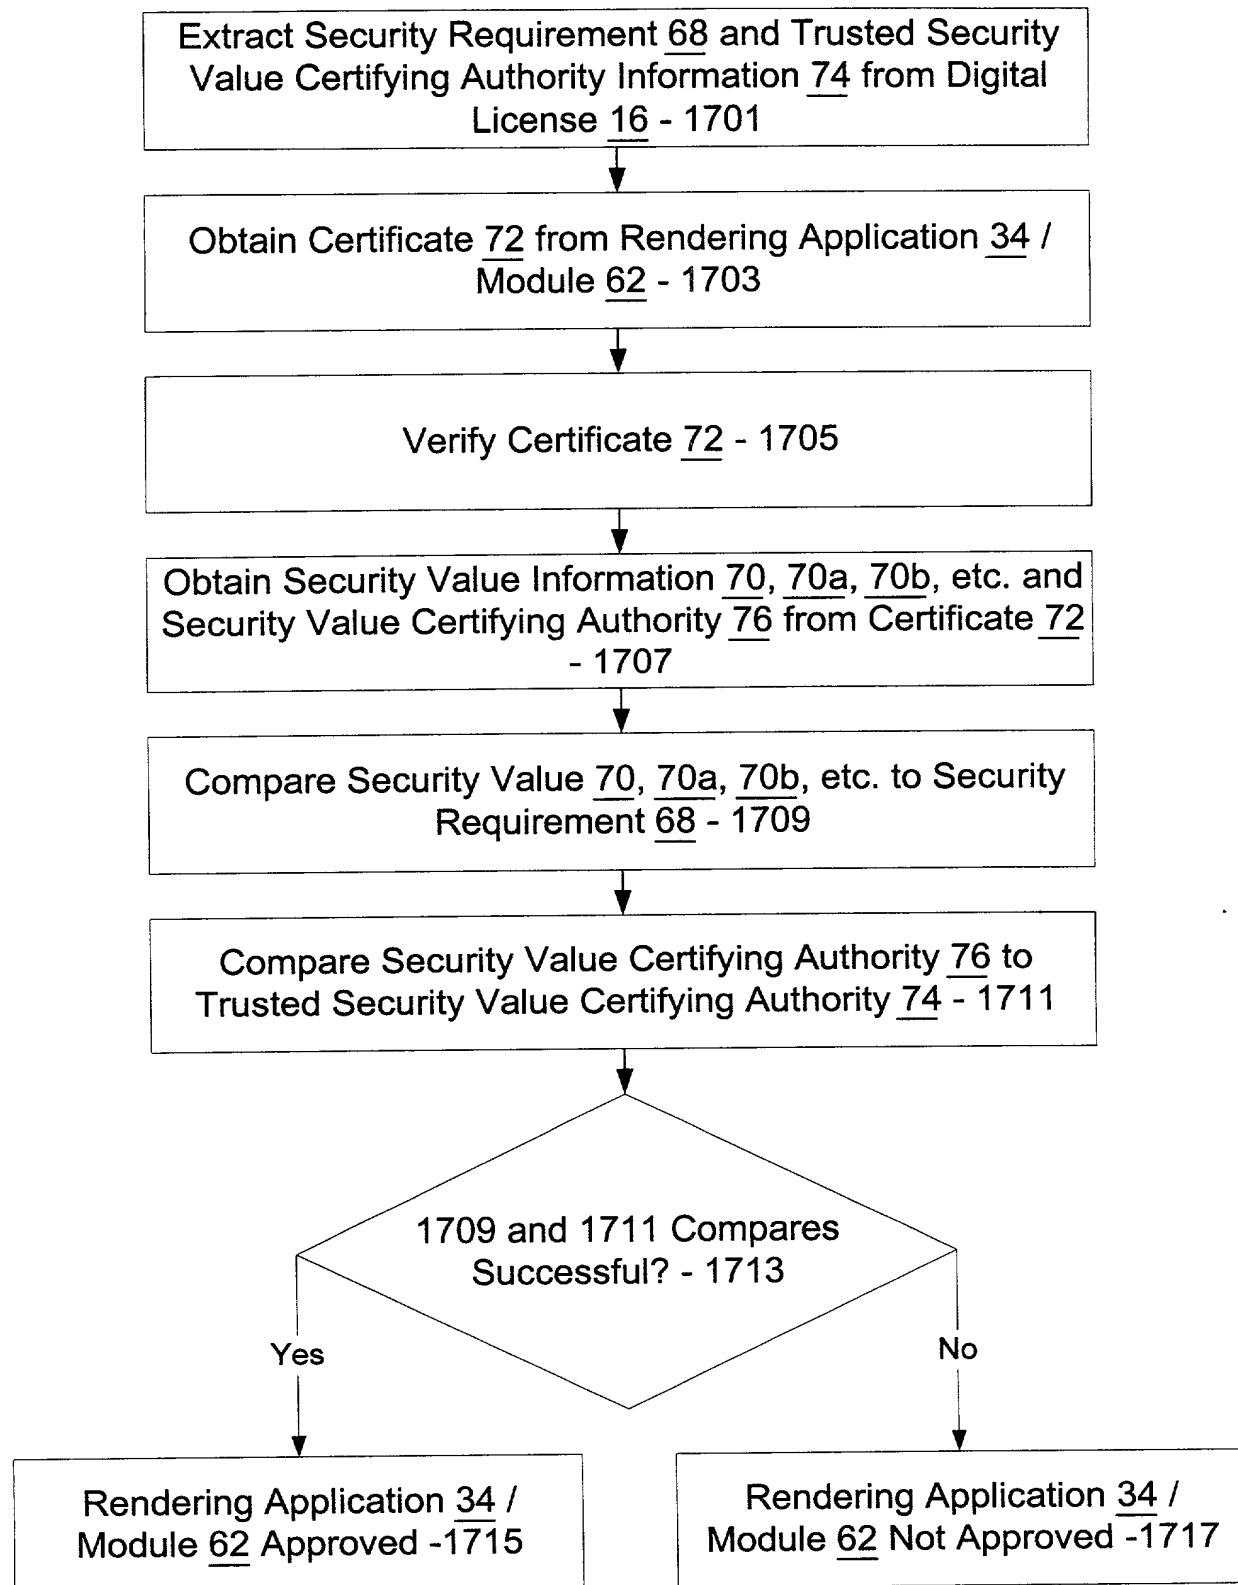 Extract Security Requirement 68 and Trusted Security
Value Certifying Authority Information 74 from Digital
License 16 - 1701
Obtain Certificate 72 from Rendering Application 34 /
Module 62 - 1703
Verify Certificate 72 - 1705
Obtain Security Value Information 70, 70a, 70b, etc. and
Security Value Certifying Authority 76 from Certificate 72
- 1707
Compare Security Value 70, 70a, 70b, etc. to Security
Requirement 68 - 1709
Compare Security Value Certifying Authority 76 to
Trusted Security Value Certifying Authority 74 - 1711
1709 and 1711 Compares
Successful? - 1713
Yes
No
Rendering Application 34 /
Module 62 Approved -1715
Rendering Application 34 /
Module 62 Not Approved -1717